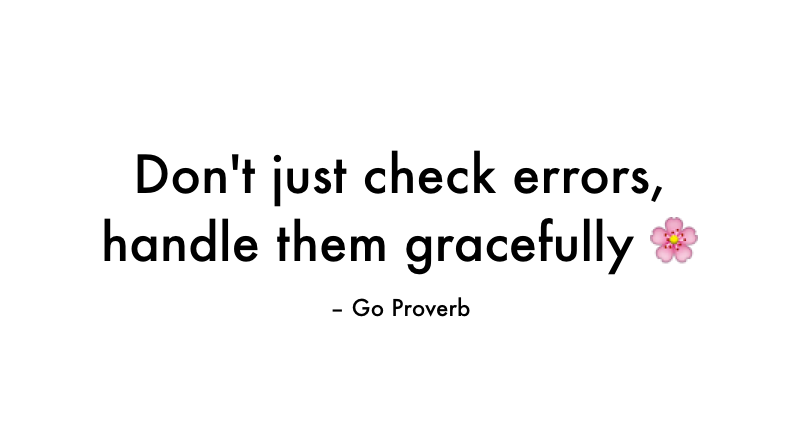 Don't just check errors,
handle them gracefully 🌸
– Go Proverb